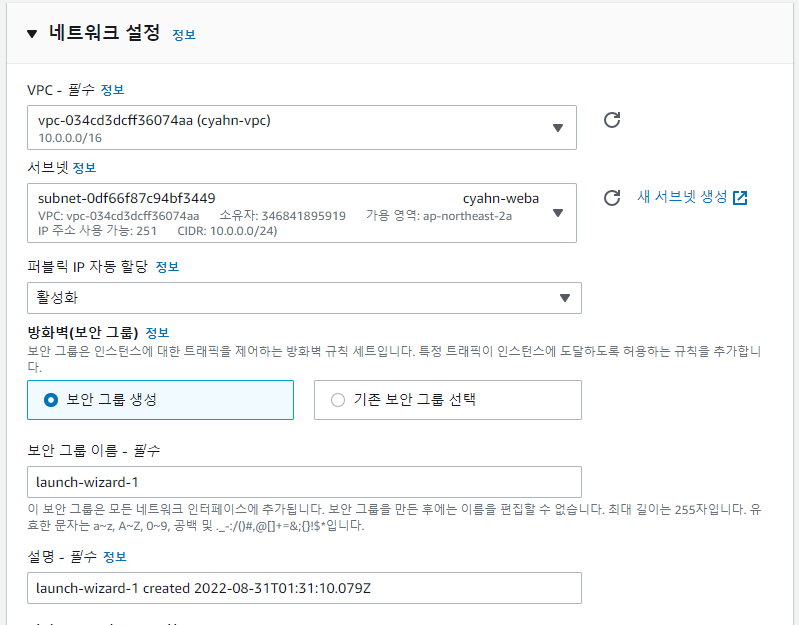 네트워크 설정 정보
VPC - 필수 정보
vpc-034cd3dcff36074aa (cyahn-vpc)
10.0.0.0/16
서브넷 정보
subnet-0df66f87c94bf3449 cyahn-weba
VPC: vpc-034cd3dcff36074aa 소유자: 346841895919 가용 영역: ap-northeast-2a
IP 주소 사용 가능: 251 CIDR: 10.0.0.0/24)
새 서브넷 생성
퍼블릭 IP 자동 할당 정보
활성화
방화벽(보안 그룹) 정보
보안 그룹은 인스턴스에 대한 트래픽을 제어하는 방화벽 규칙 세트입니다. 특정 트래픽이 인스턴스에 도달하도록 허용하는 규칙을 추가합니
다.
보안 그룹 생성 기존 보안 그룹 선택
보안 그룹 이름 - 필수
launch-wizard-1
이 보안 그룹은 모든 네트워크 인터페이스에 추가됩니다. 보안 그룹을 만든 후에는 이름을 편집할 수 없습니다. 최대 길이는 255자입니다. 유
효한 문자는 a~z, A~Z, 0~9, 공백 및 ._-:/()#,@[]+=&;{}!$*입니다.
설명 - 필수 정보
launch-wizard-1 created 2022-08-31T01:31:10.079Z